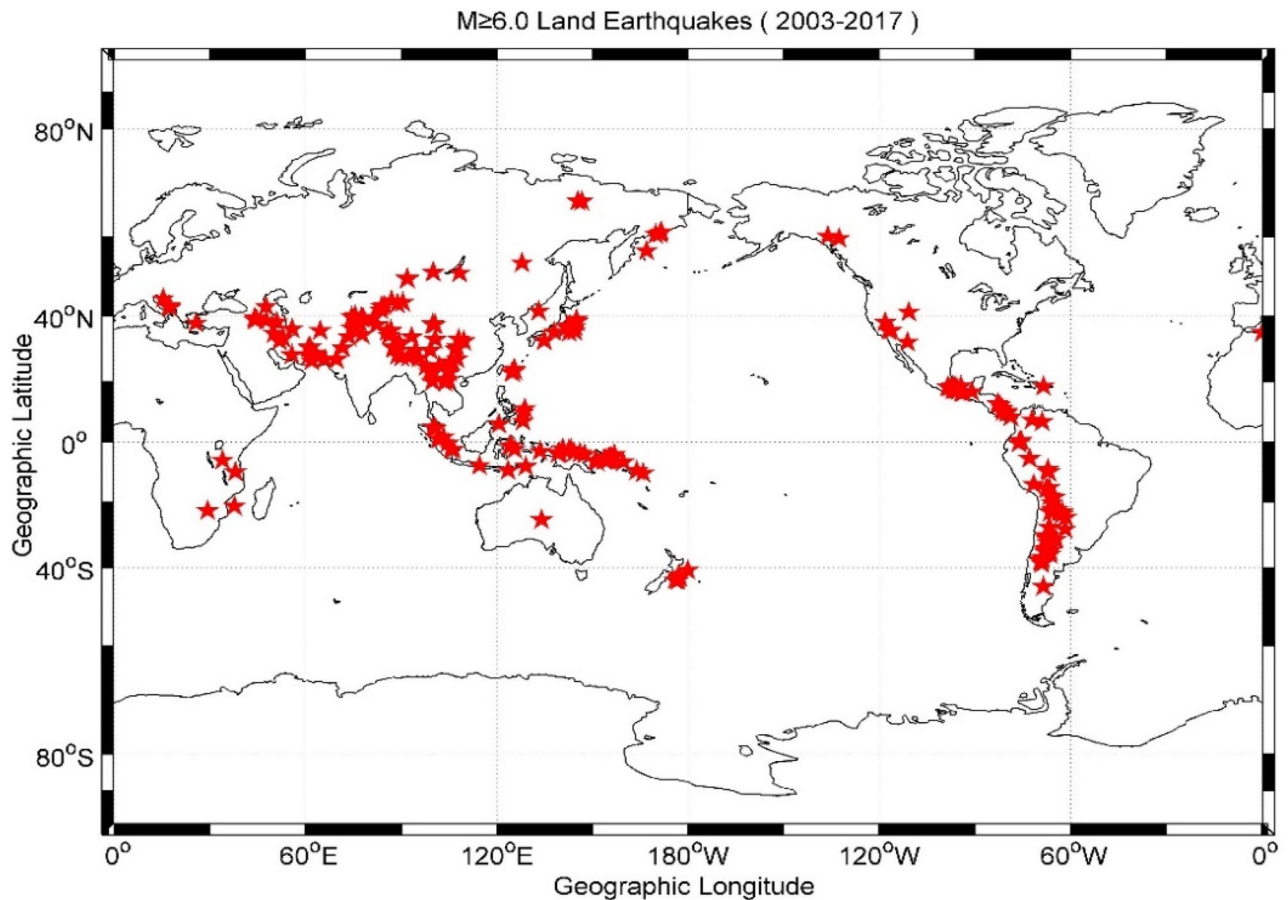 M≥6.0 Land Earthquakes ( 2003-2017 )
80°N
40°N
0°
40°S
80°S
Geographic Latitude
0° 60°E 120°E 180°W 120°W 60°W 0°
Geographic Longitude